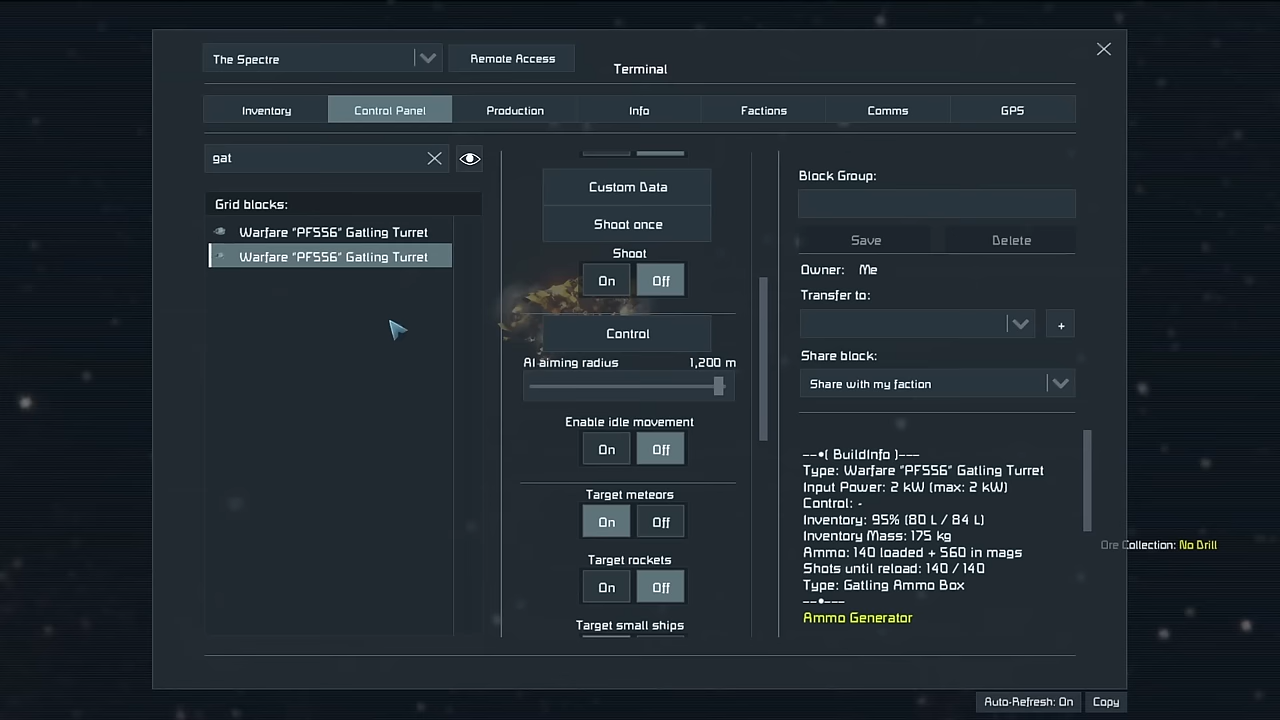 The Spectre
Remote Access
Terminal
Inventory
Control Panel
Production
Info
Factions
Comms
GPS
gat
Grid blocks:
Warfare "PF556" Gatling Turret
Warfare "PF556" Gatling Turret
Custom Data
Shoot once
Shoot
On Off
Control
AI aiming radius 1,200 m
Enable idle movement
On Off
Target meteors
On Off
Target rockets
On Off
Target small ships
Block Group:
Save Delete
Owner: Me
Transfer to:
+
Share block:
Share with my faction
--•( BuildInfo )---
Type: Warfare "PF556" Gatling Turret
Input Power: 2 kW (max: 2 kW)
Control: -
Inventory: 95% (80 L / 84 L)
Inventory Mass: 175 kg
Ammo: 140 loaded + 560 in mags
Shots until reload: 140 / 140
Type: Gatling Ammo Box
--•---
Ammo Generator
Ore Collection: No Drill
Auto-Refresh: On
Copy